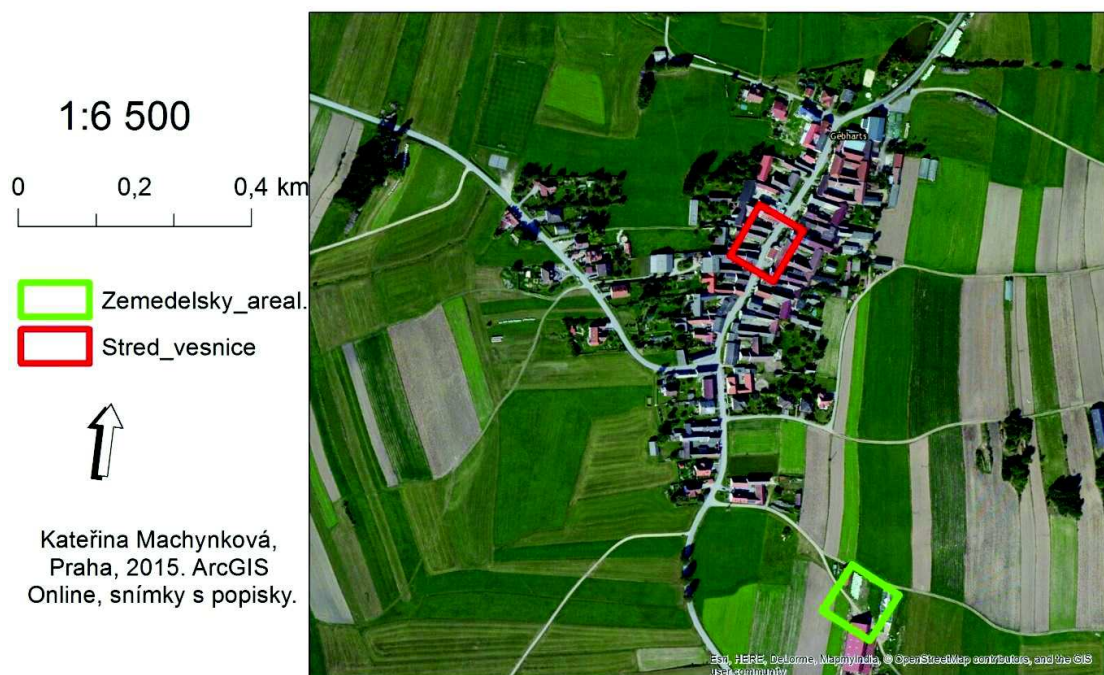 1:6 500
0 0,2 0,4 km
Zemedelsky_areal.
Stred_vesnice
Kateřina Machynková,
Praha, 2015. ArcGIS
Online, snímky s popisky.
Gebharts
Esri, HERE, DeLorme, MapmyIndia, © OpenStreetMap contributors, and the GIS
user community